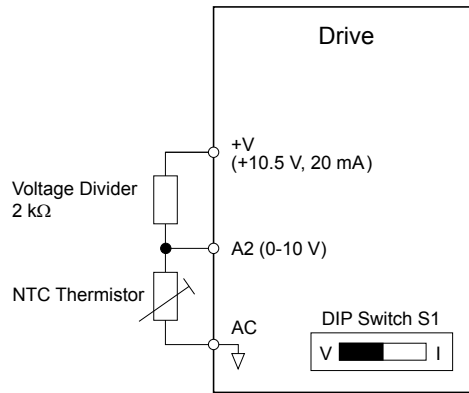 Drive
+V
(+10.5 V, 20 mA)
Voltage Divider
2 kΩ
A2 (0-10 V)
NTC Thermistor
AC
DIP Switch S1
V I